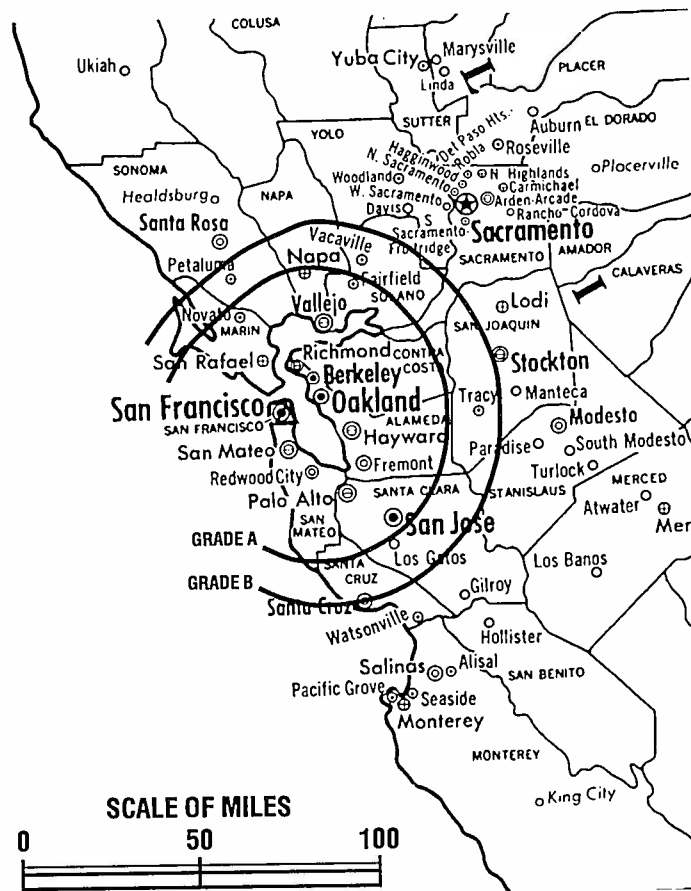 COLUSA
Ukiah
Marysville
Yuba City
Linda
PLACER
SUTTER
Auburn
EL DORADO
YOLO
Del Paso Hts.
Robla
Roseville
Hagginwood
N. Sacramento
N Highlands
Placerville
SONOMA
NAPA
Woodland
Carmichael
W. Sacramento
Arden-Arcade
Healdsburg
Davis
S
Sacramento-
Rancho-Cordova
Santa Rosa
Sacramento
Fruitridge
Vacaville
SACRAMENTO
AMADOR
Napa
Petaluma
Fairfield
CALAVERAS
SOLANO
Vallejo
Lodi
Novato
MARIN
SAN JOAQUIN
San Rafael
Richmond
CONTRA
COSTA
Stockton
Berkeley
Oakland
Tracy
Manteca
San Francisco
SAN FRANCISCO
ALAMEDA
Modesto
Hayward
Paradise
South Modesto
San Mateo
Fremont
Turlock
Redwood City
MERCED
Palo Alto
SANTA CLARA
STANISLAUS
Atwater
Mer
SAN
MATEO
San Jose
GRADE A
Los Gatos
Los Banos
SANTA
CRUZ
GRADE B
Gilroy
Santa Cruz
Watsonville
Hollister
Salinas
Alisal
SAN BENITO
Pacific Grove
Seaside
Monterey
MONTEREY
King City
SCALE OF MILES
0 50 100